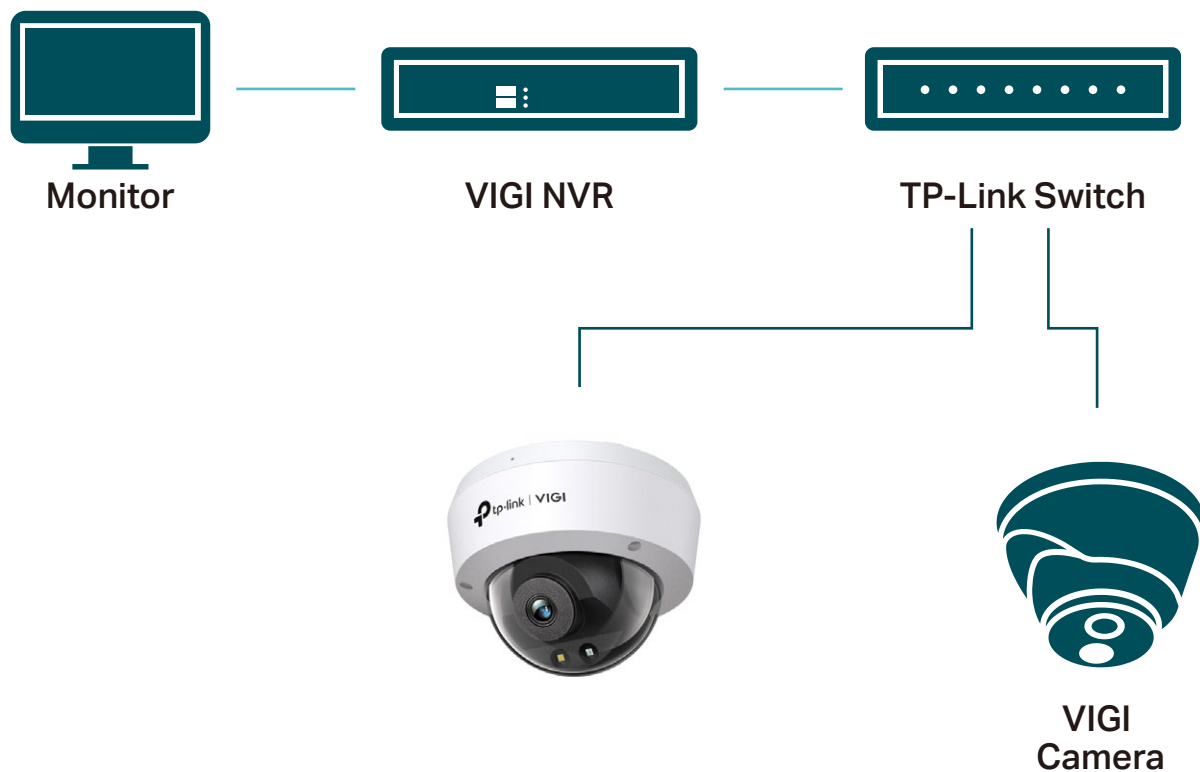 Monitor
VIGI NVR
TP-Link Switch
tp-link | VIGI
VIGI
Camera